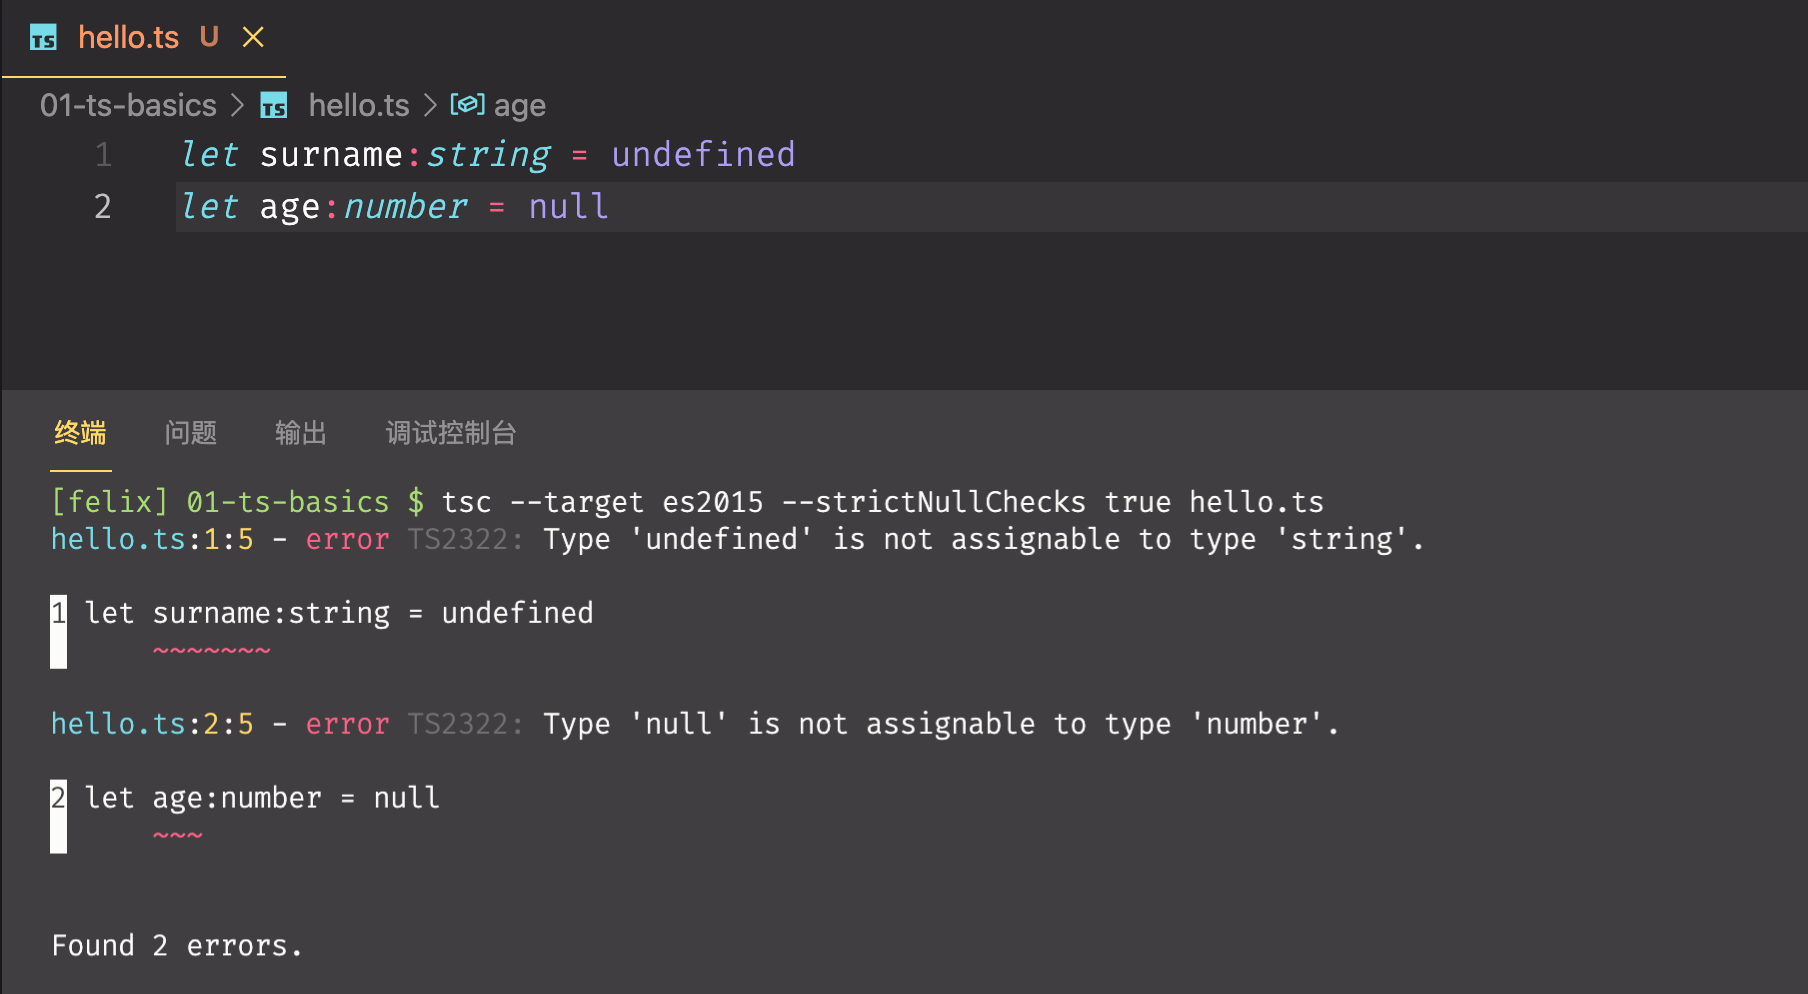 TS hello.ts U
01-ts-basics > TS hello.ts > age
1 let surname:string = undefined
2 let age:number = null
终端 问题 输出 调试控制台
[felix] 01-ts-basics $ tsc --target es2015 --strictNullChecks true hello.ts
hello.ts:1:5 - error TS2322: Type 'undefined' is not assignable to type 'string'.
1 let surname:string = undefined
~~~~~~~
hello.ts:2:5 - error TS2322: Type 'null' is not assignable to type 'number'.
2 let age:number = null
~~~
Found 2 errors.